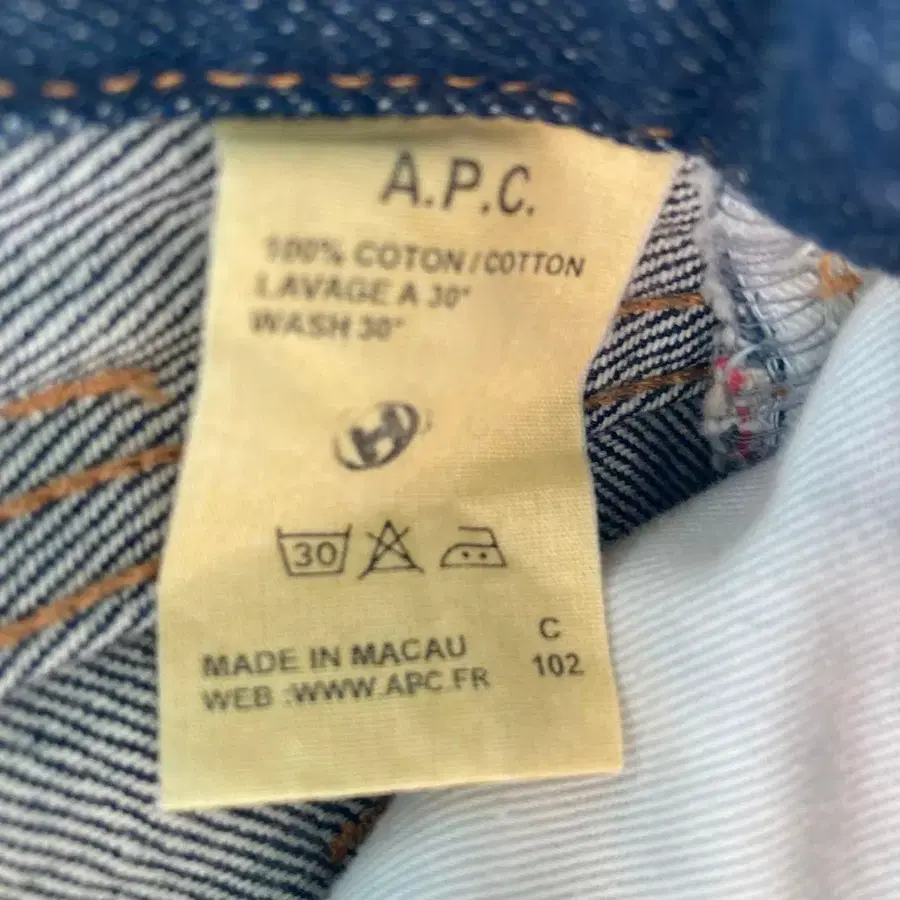 A.P.C.
100% COTON / COTTON
LAVAGE A 30°
WASH 30°
H
30
MADE IN MACAU
WEB :WWW.APC.FR
C
102